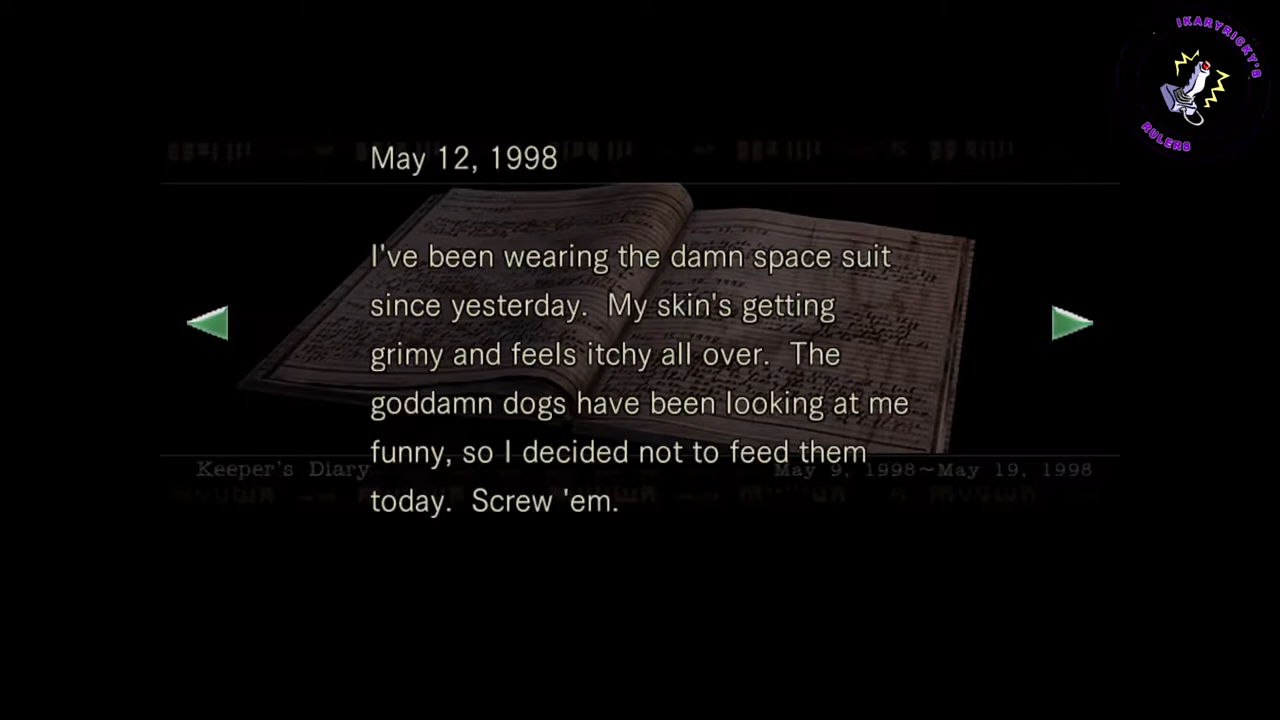 IKARYRICKY'S
RULERS
May 12, 1998
I've been wearing the damn space suit
since yesterday.  My skin's getting
grimy and feels itchy all over.  The
goddamn dogs have been looking at me
funny, so I decided not to feed them
today.  Screw 'em.
Keeper's Diary
May 9, 1998~May 19, 1998